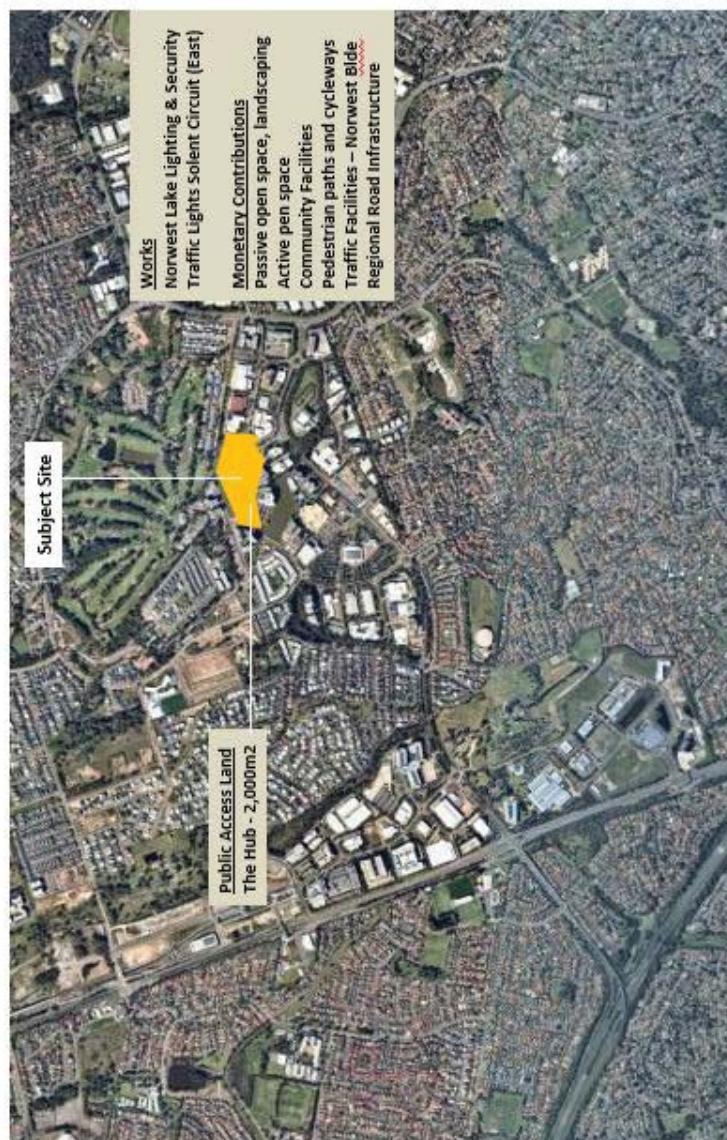 Subject Site
Works
Norwest Lake Lighting & Security
Traffic Lights Solent Circuit (East)
Monetary Contributions
Passive open space, landscaping
Active pen space
Community Facilities
Pedestrian paths and cycleways
Traffic Facilities – Norwest Blde
Regional Road Infrastructure
Public Access Land
The Hub - 2,000m2